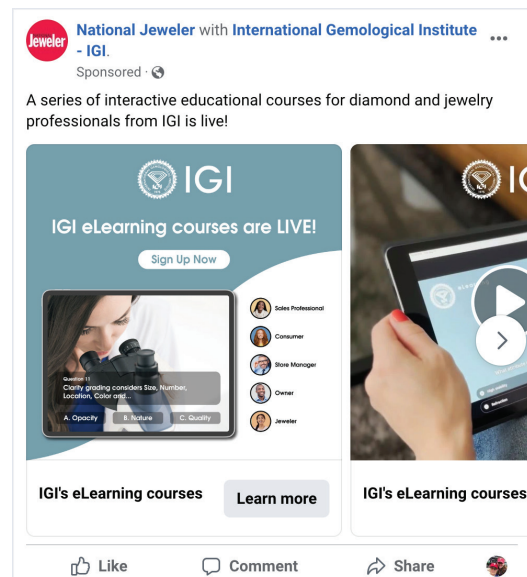 Jeweler
National Jeweler with International Gemological Institute
- IGI.
Sponsored ·
A series of interactive educational courses for diamond and jewelry
professionals from IGI is live!
IGI
IGI eLearning courses are LIVE!
Sign Up Now
Sales Professional
Consumer
Store Manager
Owner
Jeweler
Question 11
Clarity grading considers Size, Number,
Location, Color and...
A. Opacity
B. Nature
C. Quality
IGI's eLearning courses
Learn more
IGI's eLearning courses
Like
Comment
Share